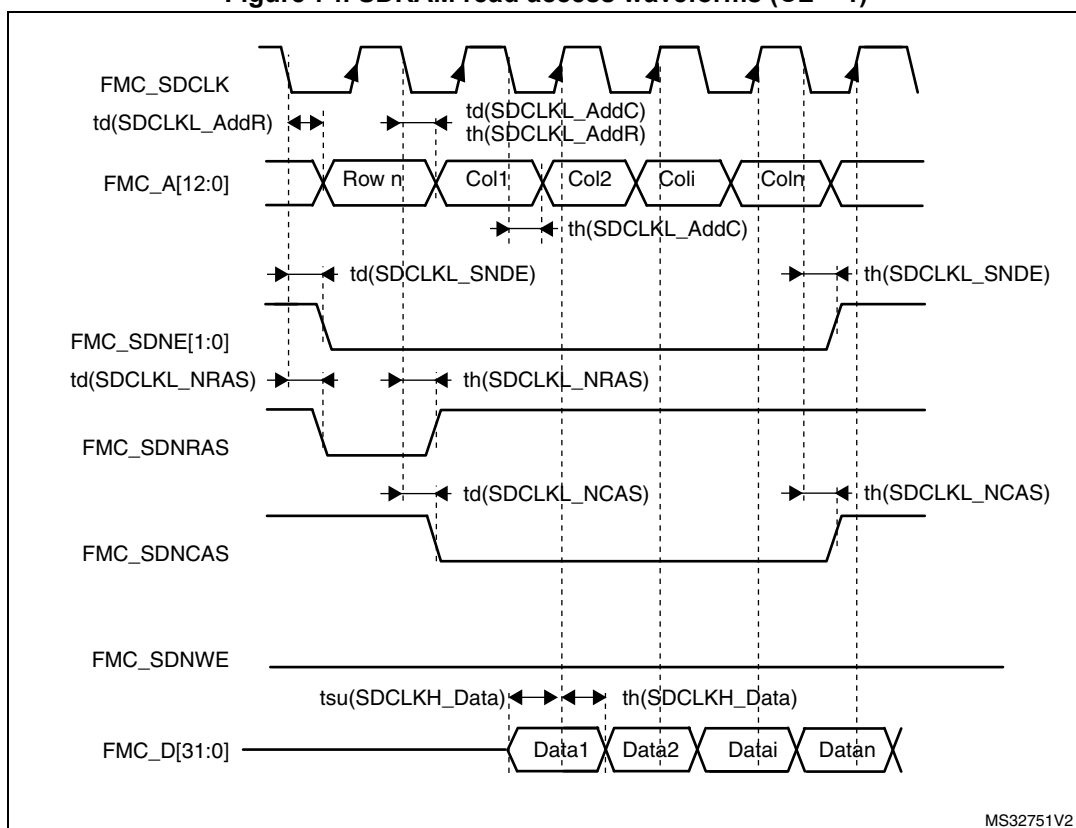 FMC_SDCLK
td(SDCLKL_AddR)
td(SDCLKL_AddC)
th(SDCLKL_AddR)
FMC_A[12:0]
Row n
Col1
Col2
Coli
Coln
th(SDCLKL_AddC)
td(SDCLKL_SNDE)
th(SDCLKL_SNDE)
FMC_SDNE[1:0]
td(SDCLKL_NRAS)
th(SDCLKL_NRAS)
FMC_SDNRAS
td(SDCLKL_NCAS)
th(SDCLKL_NCAS)
FMC_SDNCAS
FMC_SDNWE
tsu(SDCLKH_Data)
th(SDCLKH_Data)
FMC_D[31:0]
Data1
Data2
Datai
Datan
MS32751V2